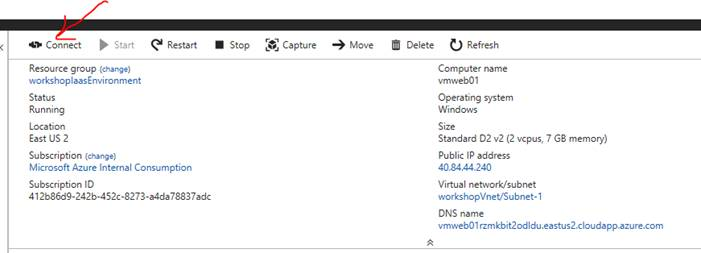 Connect Start Restart Stop Capture Move Delete Refresh
Resource group (change)
workshopIaasEnvironment
Status
Running
Location
East US 2
Subscription (change)
Microsoft Azure Internal Consumption
Subscription ID
412b86d9-242b-452c-8273-a4da78837adc
Computer name
vmweb01
Operating system
Windows
Size
Standard D2 v2 (2 vcpus, 7 GB memory)
Public IP address
40.84.44.240
Virtual network/subnet
workshopVnet/Subnet-1
DNS name
vmweb01rzmkbit2odldu.eastus2.cloudapp.azure.com